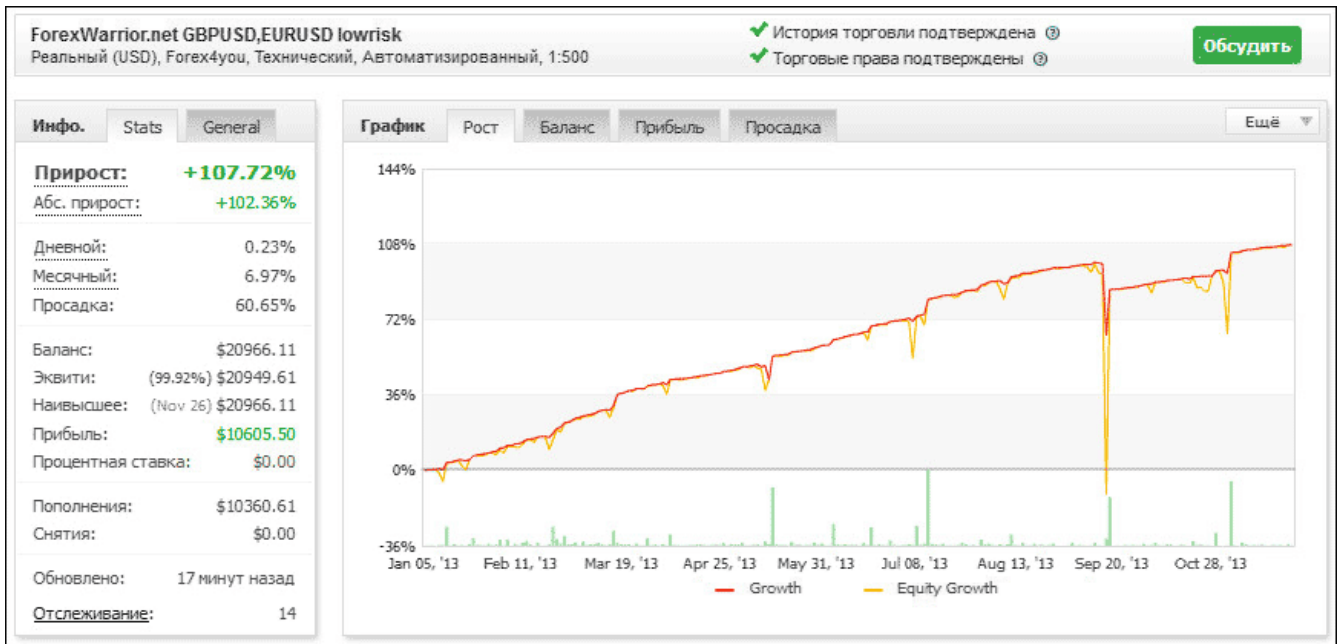 ForexWarrior.net GBPUSD,EURUSD lowrisk
Реальный (USD), Forex4you, Технический, Автоматизированный, 1:500
История торговли подтверждена
Торговые права подтверждены
Обсудить
Инфо. Stats General
Прирост: +107.72%
Абс. прирост: +102.36%
Дневной: 0.23%
Месячный: 6.97%
Просадка: 60.65%
Баланс: $20966.11
Эквити: (99.92%) $20949.61
Наивысшее: (Nov 26) $20966.11
Прибыль: $10605.50
Процентная ставка: $0.00
Пополнения: $10360.61
Снятия: $0.00
Обновлено: 17 минут назад
Отслеживание: 14
График Рост Баланс Прибыль Просадка Ещё
144%
108%
72%
36%
0%
-36%
Jan 05, '13 Feb 11, '13 Mar 19, '13 Apr 25, '13 May 31, '13 Jul 08, '13 Aug 13, '13 Sep 20, '13 Oct 28, '13
Growth Equity Growth